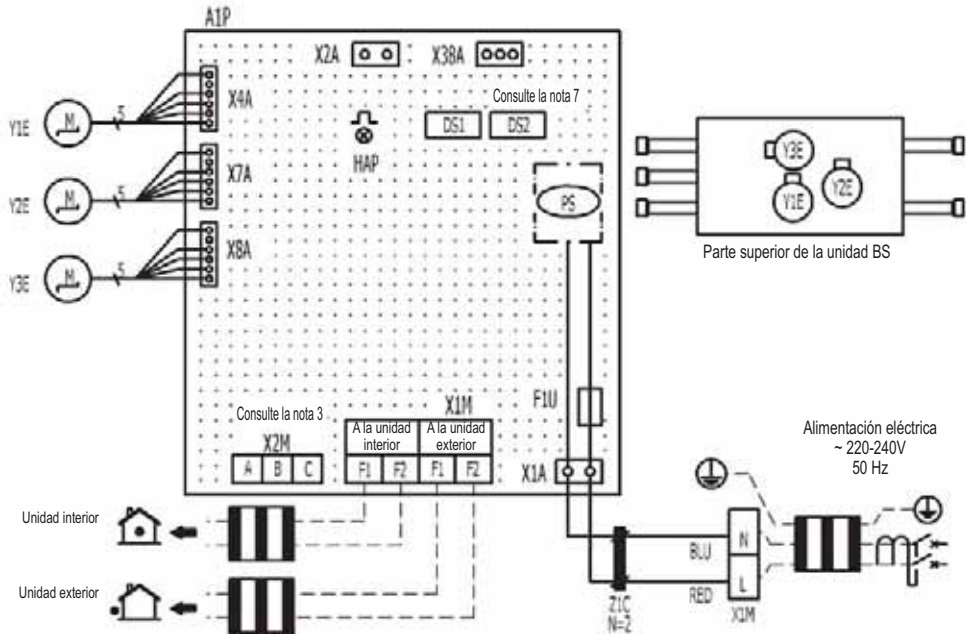 A1P
X2A
X38A
X4A
Consulte la nota 7
DS1 DS2
HAP
Y1E M 5
X7A
Y2E M 5
PS
Y3E
Y1E
Y2E
Parte superior de la unidad BS
X8A
Y3E M 5
F1U
Consulte la nota 3
X2M
A B C
X1M
A la unidad interior
A la unidad exterior
F1 F2 F1 F2
X1A
Alimentación eléctrica
~ 220-240V
50 Hz
Unidad interior
Unidad exterior
BLU
RED
N
L
X1M
Z1C
N=2